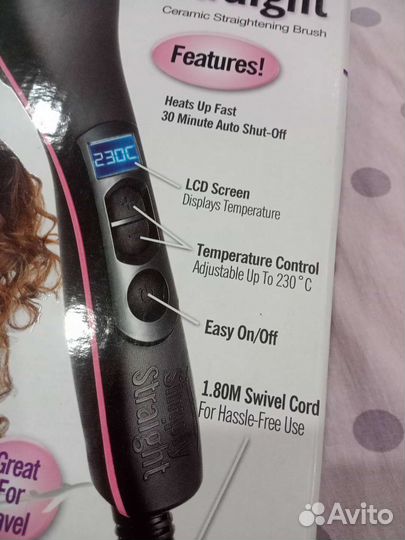 Straight
Ceramic Straightening Brush
Features!
Heats Up Fast
30 Minute Auto Shut-Off
230C
LCD Screen
Displays Temperature
Temperature Control
Adjustable Up To 230°C
Easy On/Off
1.80M Swivel Cord
For Hassle-Free Use
Simply
Straight
Great
For
avel
Avito